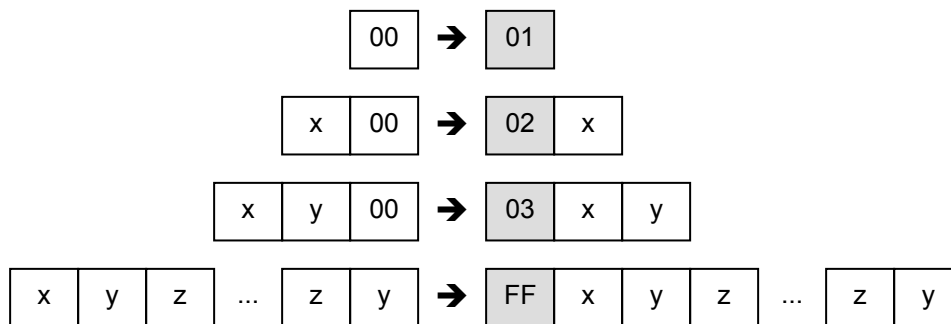 00 ➔ 01
x 00 ➔ 02 x
x y 00 ➔ 03 x y
x y z ... z y ➔ FF x y z ... z y